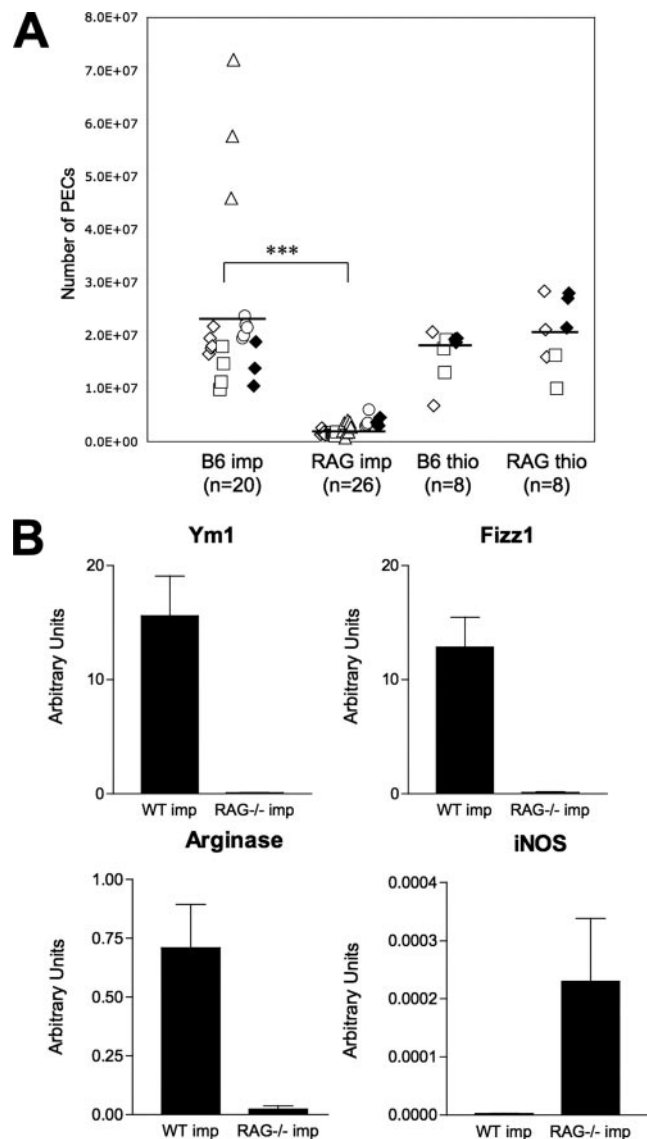 A
8.0E+07
7.0E+07
6.0E+07
5.0E+07
4.0E+07
3.0E+07
2.0E+07
1.0E+07
0.0E+00
Number of PECs
***
B6 imp RAG imp B6 thio RAG thio
(n=20) (n=26) (n=8) (n=8)
B
Ym1
20
10
0
Arbitrary Units
WT imp RAG-/- imp
Fizz1
20
10
0
Arbitrary Units
WT imp RAG-/- imp
Arginase
1.00
0.75
0.50
0.25
0.00
Arbitrary Units
WT imp RAG-/- imp
iNOS
0.0004
0.0003
0.0002
0.0001
0.0000
Arbitrary Units
WT imp RAG-/- imp